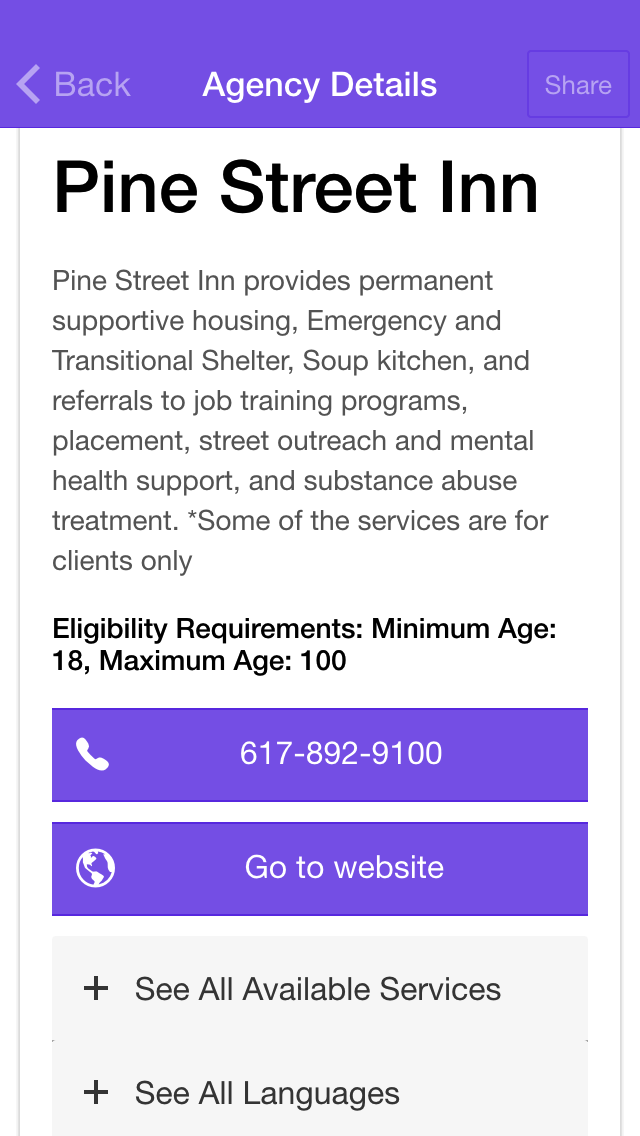 Back
Agency Details
Share
Pine Street Inn
Pine Street Inn provides permanent
supportive housing, Emergency and
Transitional Shelter, Soup kitchen, and
referrals to job training programs,
placement, street outreach and mental
health support, and substance abuse
treatment. *Some of the services are for
clients only
Eligibility Requirements: Minimum Age:
18, Maximum Age: 100
617-892-9100
Go to website
+ See All Available Services
+ See All Languages